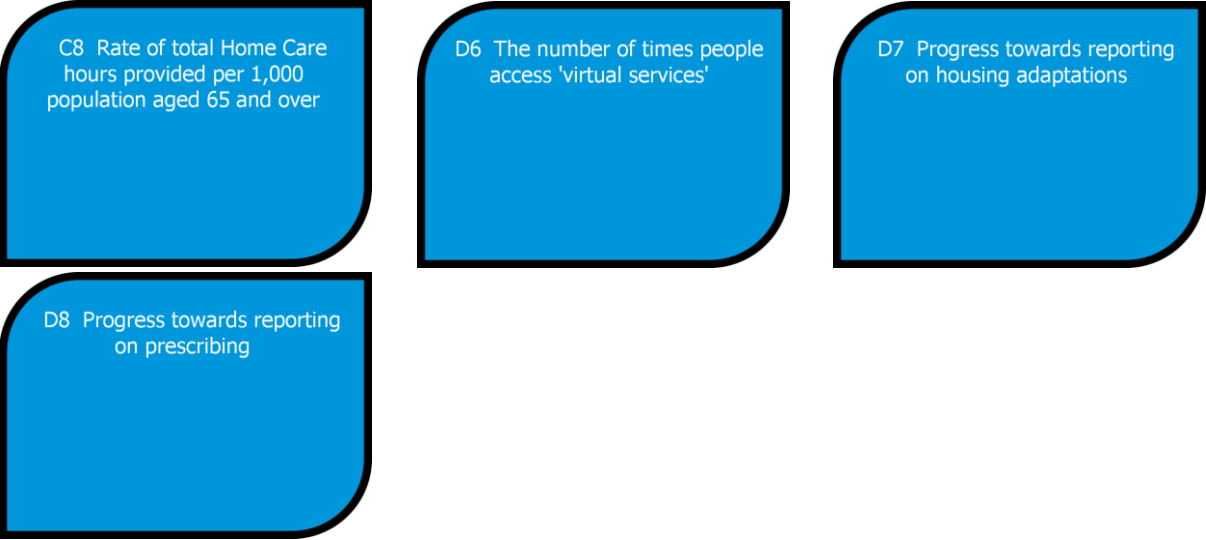 C8 Rate of total Home Care
hours provided per 1,000
population aged 65 and over
D6 The number of times people
access 'virtual services'
D7 Progress towards reporting
on housing adaptations
D8 Progress towards reporting
on prescribing